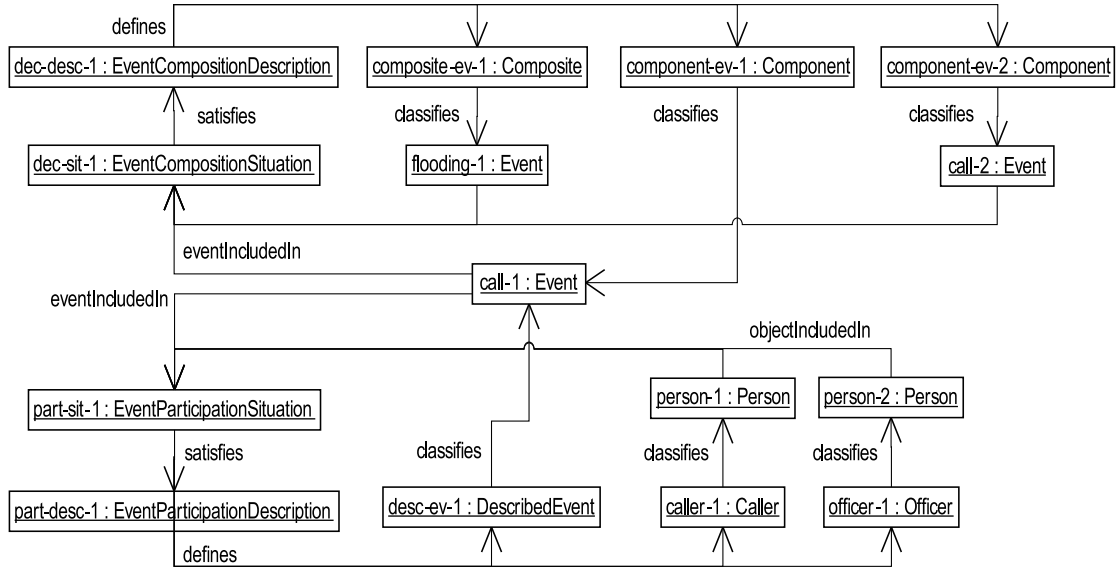 defines
dec-desc-1 : EventCompositionDescription
composite-ev-1 : Composite
component-ev-1 : Component
component-ev-2 : Component
satisfies
classifies
classifies
classifies
dec-sit-1 : EventCompositionSituation
flooding-1 : Event
call-2 : Event
eventIncludedIn
call-1 : Event
eventIncludedIn
objectIncludedIn
part-sit-1 : EventParticipationSituation
person-1 : Person
person-2 : Person
satisfies
classifies
classifies
classifies
part-desc-1 : EventParticipationDescription
desc-ev-1 : DescribedEvent
caller-1 : Caller
officer-1 : Officer
defines